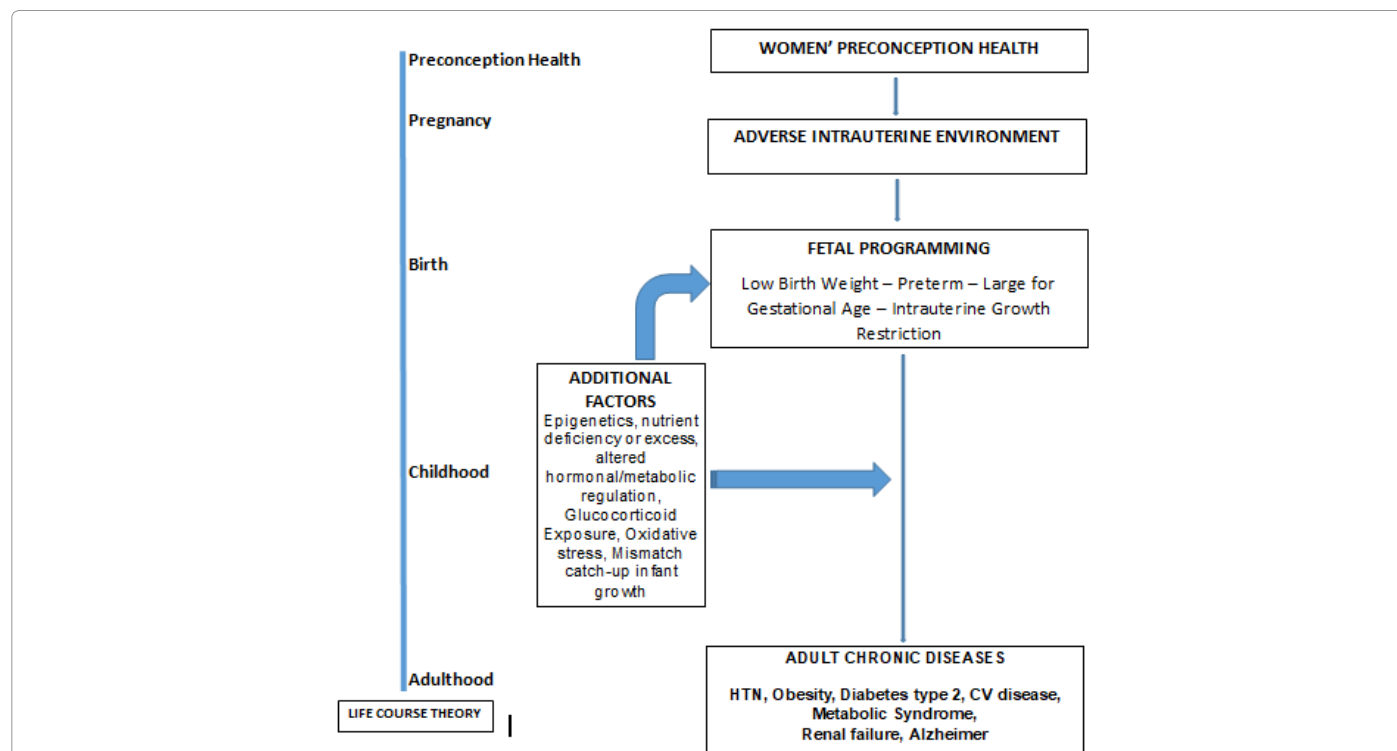 Preconception Health
Pregnancy
Birth
Childhood
Adulthood
LIFE COURSE THEORY
WOMEN' PRECONCEPTION HEALTH
ADVERSE INTRAUTERINE ENVIRONMENT
FETAL PROGRAMMING
Low Birth Weight – Preterm – Large for
Gestational Age – Intrauterine Growth
Restriction
ADDITIONAL
FACTORS
Epigenetics, nutrient
deficiency or excess,
altered
hormonal/metabolic
regulation,
Glucocorticoid
Exposure, Oxidative
stress, Mismatch
catch-up infant
growth
ADULT CHRONIC DISEASES
HTN, Obesity, Diabetes type 2, CV disease,
Metabolic Syndrome,
Renal failure, Alzheimer